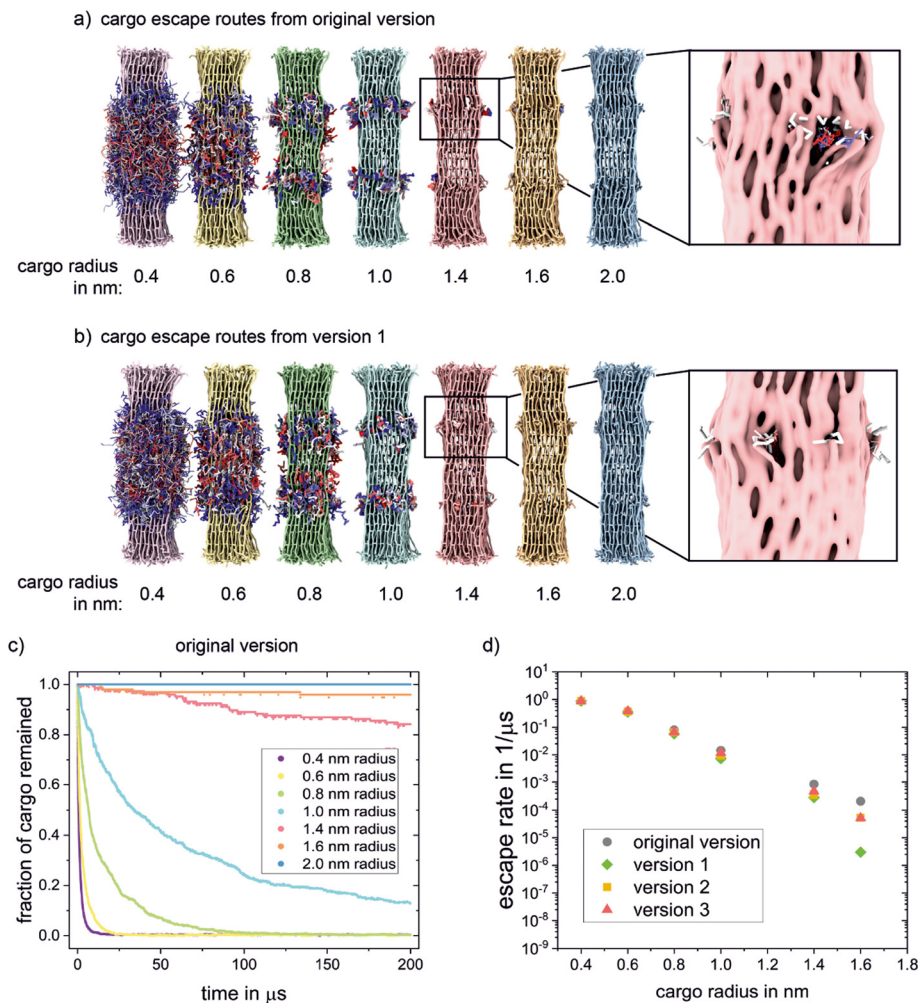 a) cargo escape routes from original version
cargo radius
in nm:
0.4 0.6 0.8 1.0 1.4 1.6 2.0
b) cargo escape routes from version 1
cargo radius
in nm:
0.4 0.6 0.8 1.0 1.4 1.6 2.0
c) original version
fraction of cargo remained
1.0
0.8
0.6
0.4
0.2
0.0
0 50 100 150 200
time in µs
0.4 nm radius
0.6 nm radius
0.8 nm radius
1.0 nm radius
1.4 nm radius
1.6 nm radius
2.0 nm radius
d)
escape rate in 1/µs
10¹
10⁰
10⁻¹
10⁻²
10⁻³
10⁻⁴
10⁻⁵
10⁻⁶
10⁻⁷
10⁻⁸
10⁻⁹
original version
version 1
version 2
version 3
0.4 0.6 0.8 1.0 1.2 1.4 1.6 1.8
cargo radius in nm